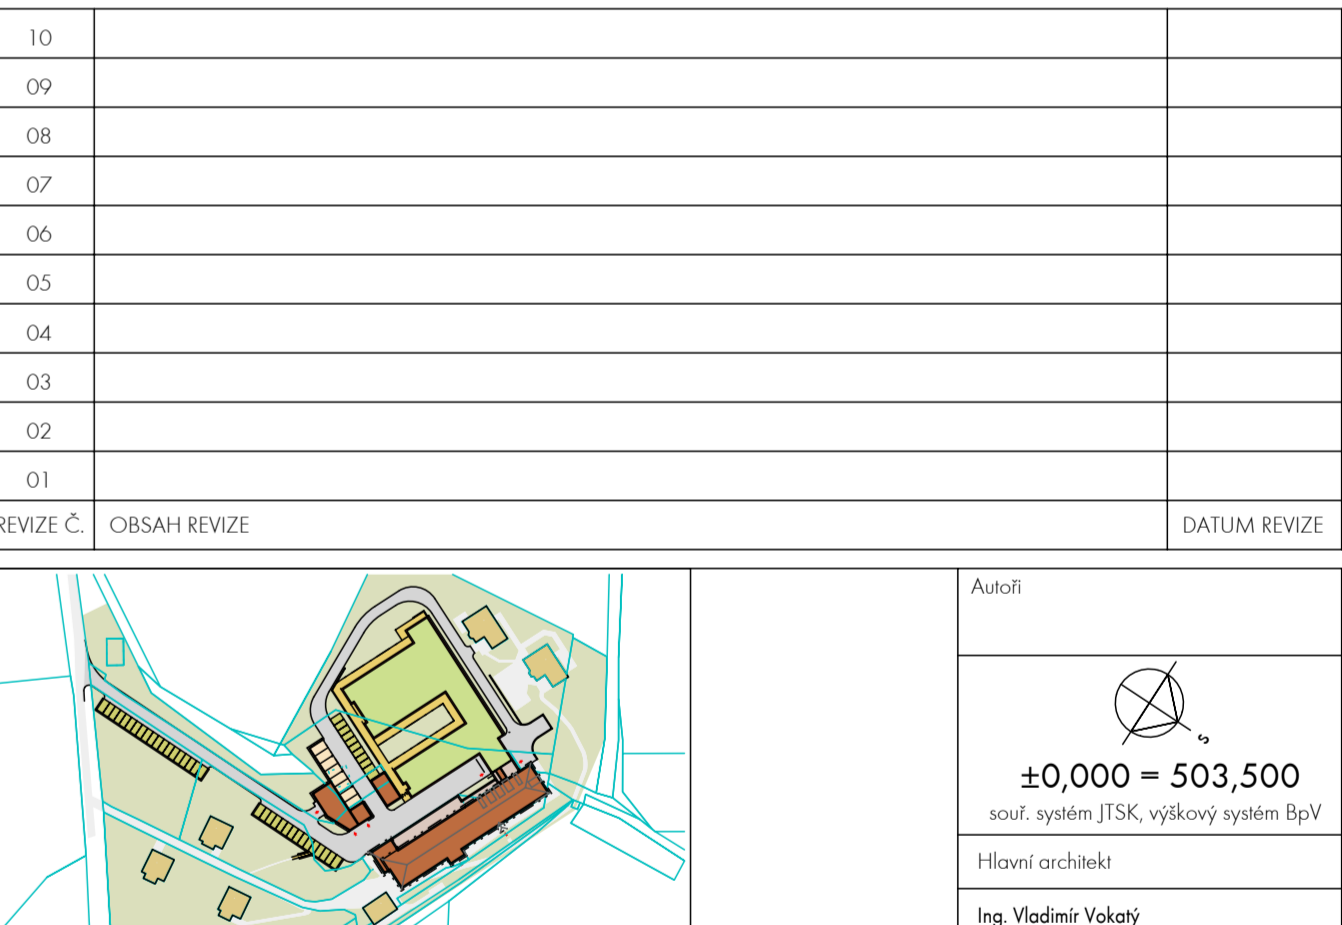 10
09
08
07
06
05
04
03
02
01
REVIZE Č. OBSAH REVIZE DATUM REVIZE
Autoři
S
±0,000 = 503,500
souř. systém JTSK, výškový systém BpV
Hlavní architekt
Ing. Vladimír Vokatý